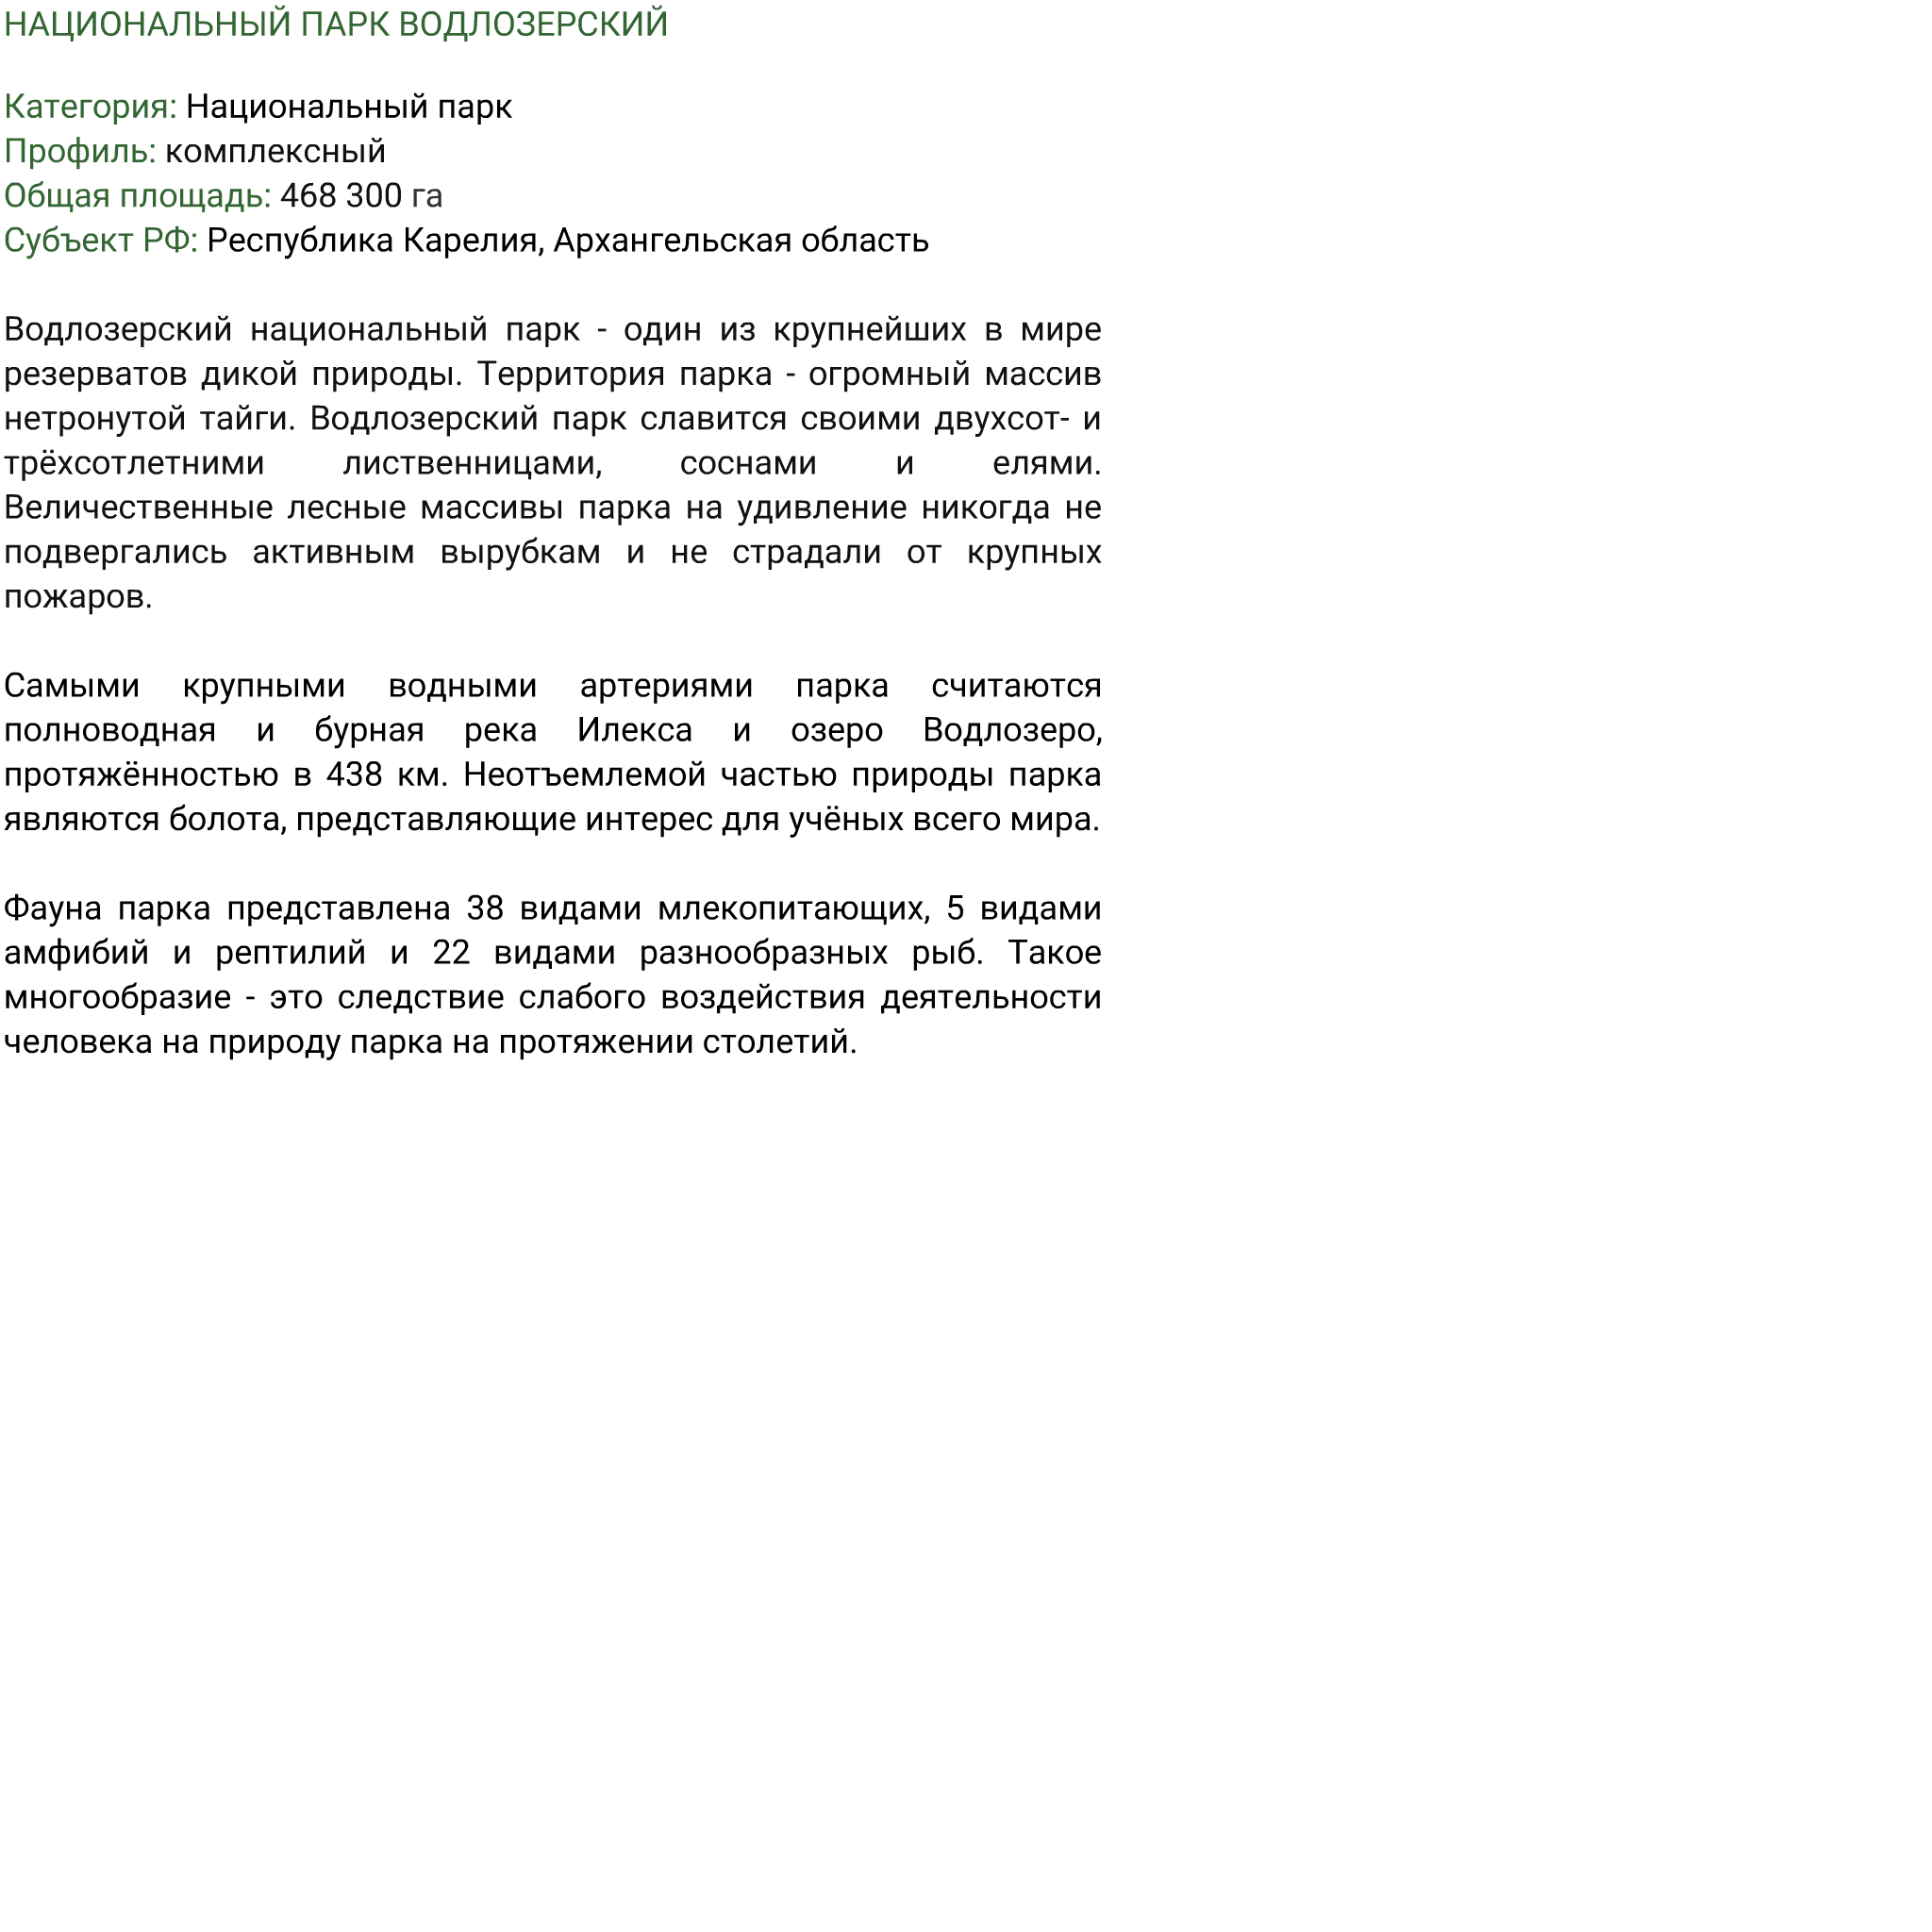 НАЦИОНАЛЬНЫЙ ПАРК ВОДЛОЗЕРСКИЙ
Категория: Национальный парк
Профиль: комплексный
Общая площадь: 468 300 га
Субъект РФ: Республика Карелия, Архангельская область
Водлозерский национальный парк - один из крупнейших в мире
резерватов дикой природы. Территория парка - огромный массив
нетронутой тайги. Водлозерский парк славится своими двухсот- и
трёхсотлетними лиственницами, соснами и елями.
Величественные лесные массивы парка на удивление никогда не
подвергались активным вырубкам и не страдали от крупных
пожаров.
Самыми крупными водными артериями парка считаются
полноводная и бурная река Илекса и озеро Водлозеро,
протяжённостью в 438 км. Неотъемлемой частью природы парка
являются болота, представляющие интерес для учёных всего мира.
Фауна парка представлена 38 видами млекопитающих, 5 видами
амфибий и рептилий и 22 видами разнообразных рыб. Такое
многообразие - это следствие слабого воздействия деятельности
человека на природу парка на протяжении столетий.